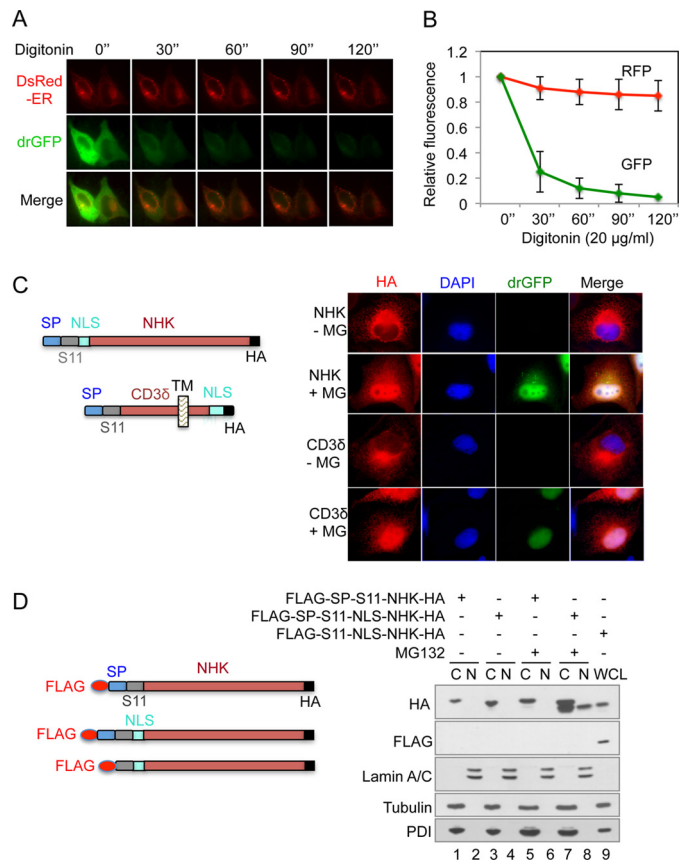 A
Digitonin 0’’ 30’’ 60’’ 90’’ 120’’
DsRed
-ER
drGFP
Merge
B
Relative fluorescence
1.2
1
0.8
0.6
0.4
0.2
0
RFP
GFP
0’’ 30’’ 60’’ 90’’ 120’’
Digitonin (20 µg/ml)
C
SP NLS NHK
S11 HA
TM
SP CD3δ NLS
S11 HA
HA DAPI drGFP Merge
NHK
- MG
NHK
+ MG
CD3δ
- MG
CD3δ
+ MG
D
SP NHK
FLAG
S11 HA
NLS
FLAG
FLAG
FLAG-SP-S11-NHK-HA + - + - -
FLAG-SP-S11-NLS-NHK-HA - + - + -
FLAG-S11-NLS-NHK-HA - - - - +
MG132 - - + + -
C N C N C N C N WCL
HA
FLAG
Lamin A/C
Tubulin
PDI
1 2 3 4 5 6 7 8 9